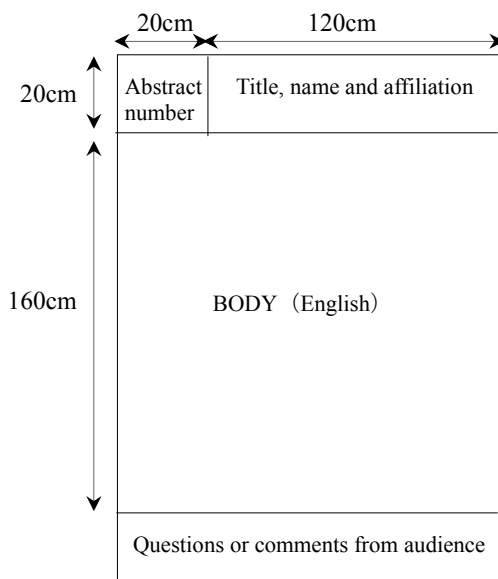 20cm
120cm
20cm
Abstract
number
Title, name and affiliation
160cm
BODY（English）
Questions or comments from audience